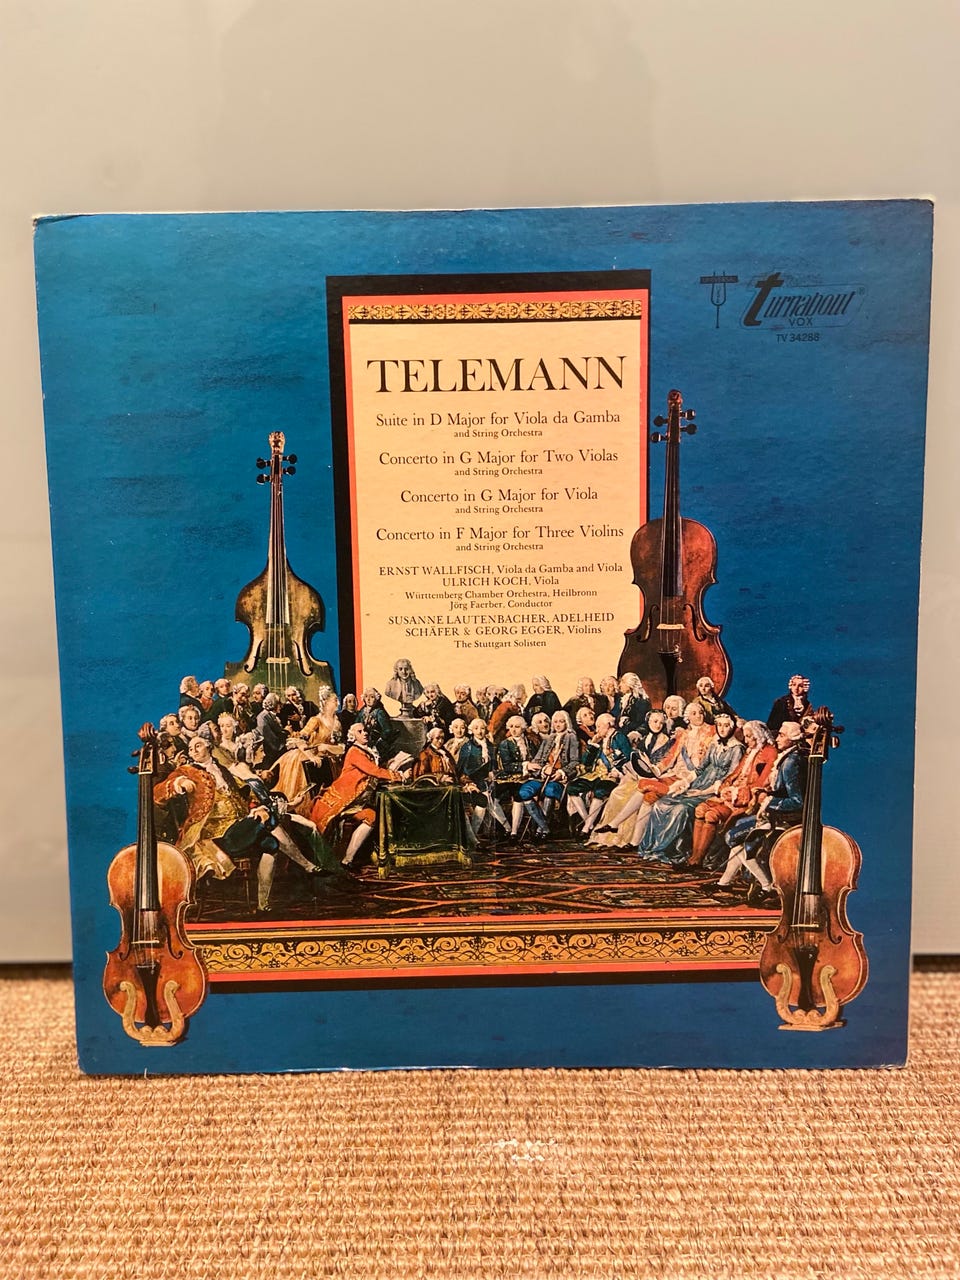 turnabout®
VOX
TV 34288
TELEMANN
Suite in D Major for Viola da Gamba
and String Orchestra
Concerto in G Major for Two Violas
and String Orchestra
Concerto in G Major for Viola
and String Orchestra
Concerto in F Major for Three Violins
and String Orchestra
ERNST WALLFISCH, Viola da Gamba and Viola
ULRICH KOCH, Viola
Württemberg Chamber Orchestra, Heilbronn
Jörg Faerber, Conductor
SUSANNE LAUTENBACHER, ADELHEID
SCHÄFER & GEORG EGGER, Violins
The Stuttgart Solisten